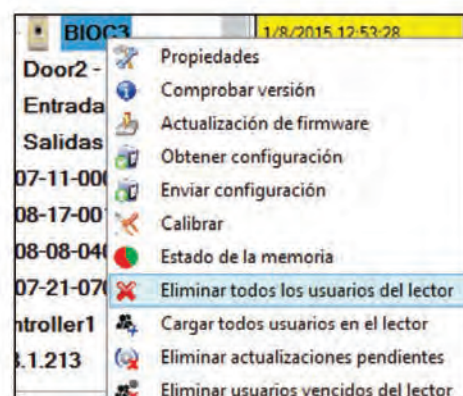 BIOC3
1/8/2015 12:53:28
Door2 -
Entrada
Salidas
07-11-00
08-17-00
08-08-04
07-21-07
ntroller1
.1.213
Propiedades
Comprobar versión
Actualización de firmware
Obtener configuración
Enviar configuración
Calibrar
Estado de la memoria
Eliminar todos los usuarios del lector
Cargar todos usuarios en el lector
Eliminar actualizaciones pendientes
Eliminar usuarios vencidos del lector